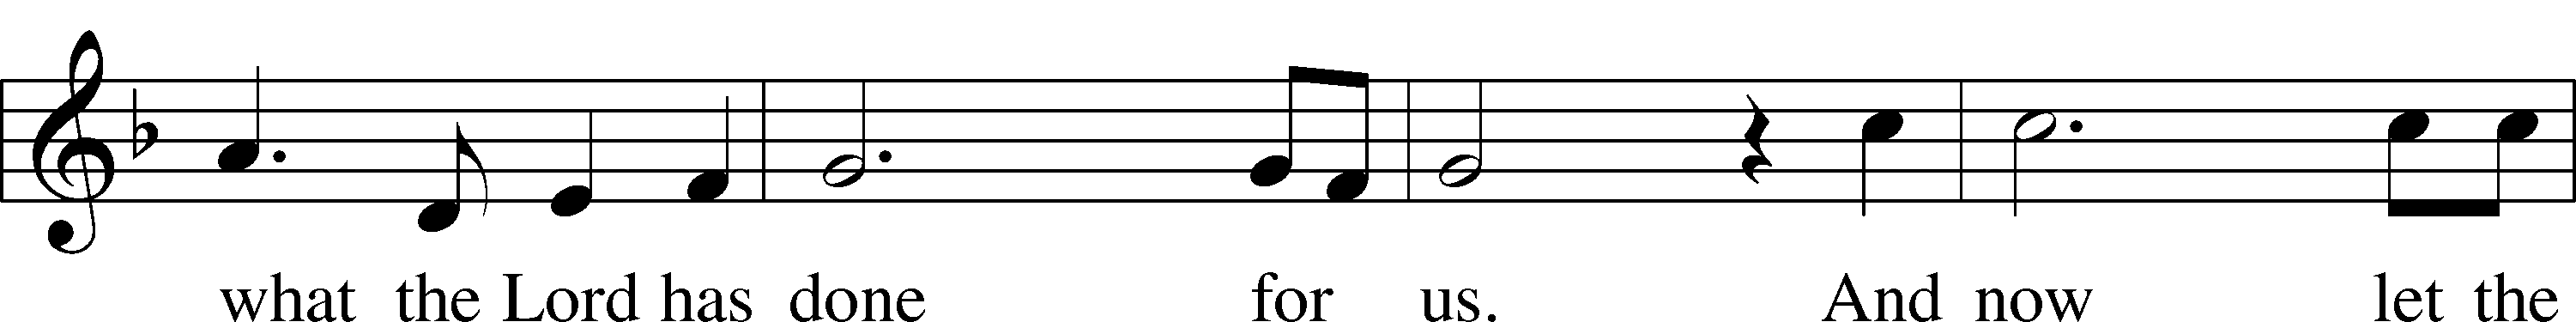 what the Lord has done for us. And now let the